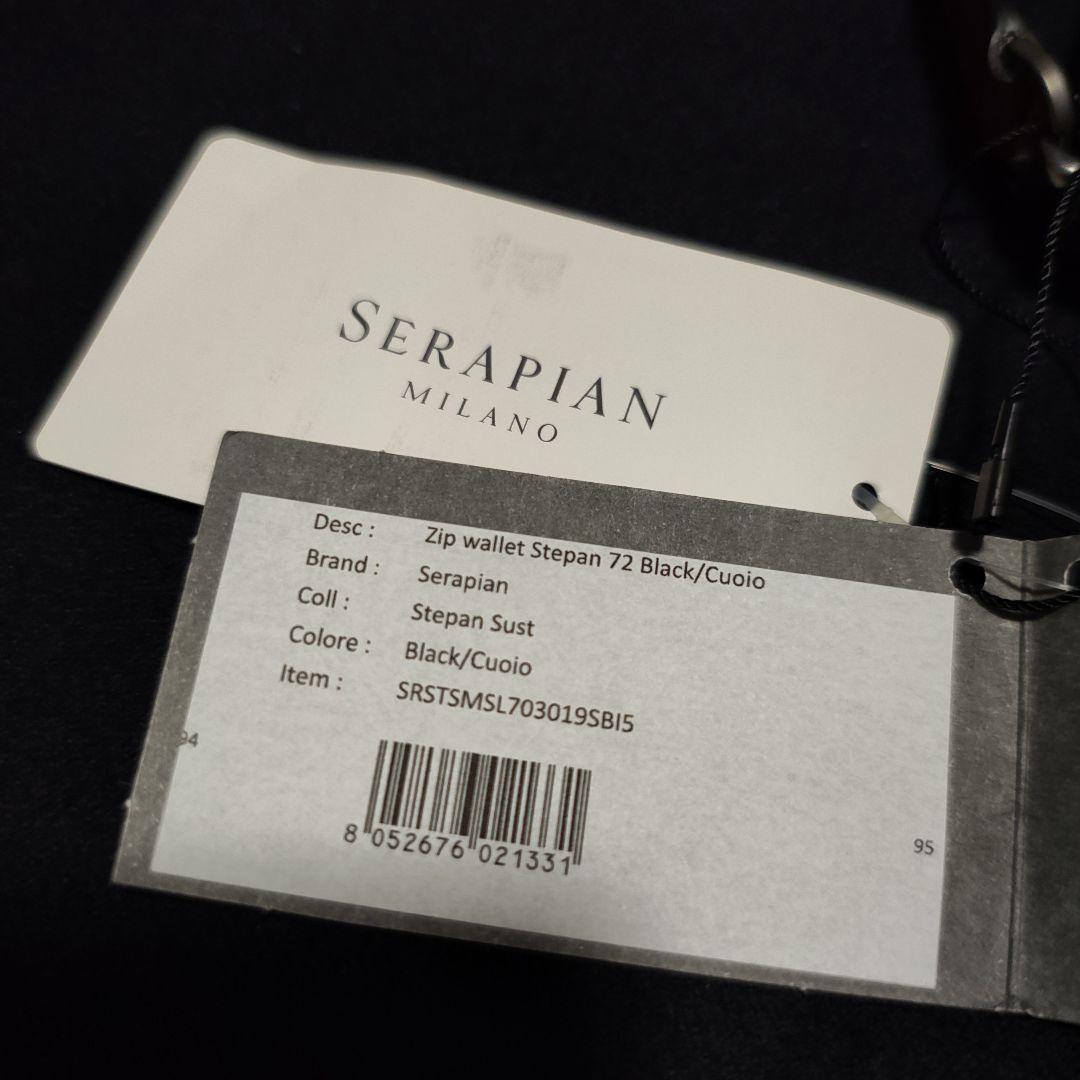 SERAPIAN
MILANO
Desc : Zip wallet Stepan 72 Black/Cuoio
Brand : Serapian
Coll : Stepan Sust
Colore : Black/Cuoio
Item : SRSTSMSL703019SBI5
94
95
8 052676 021331